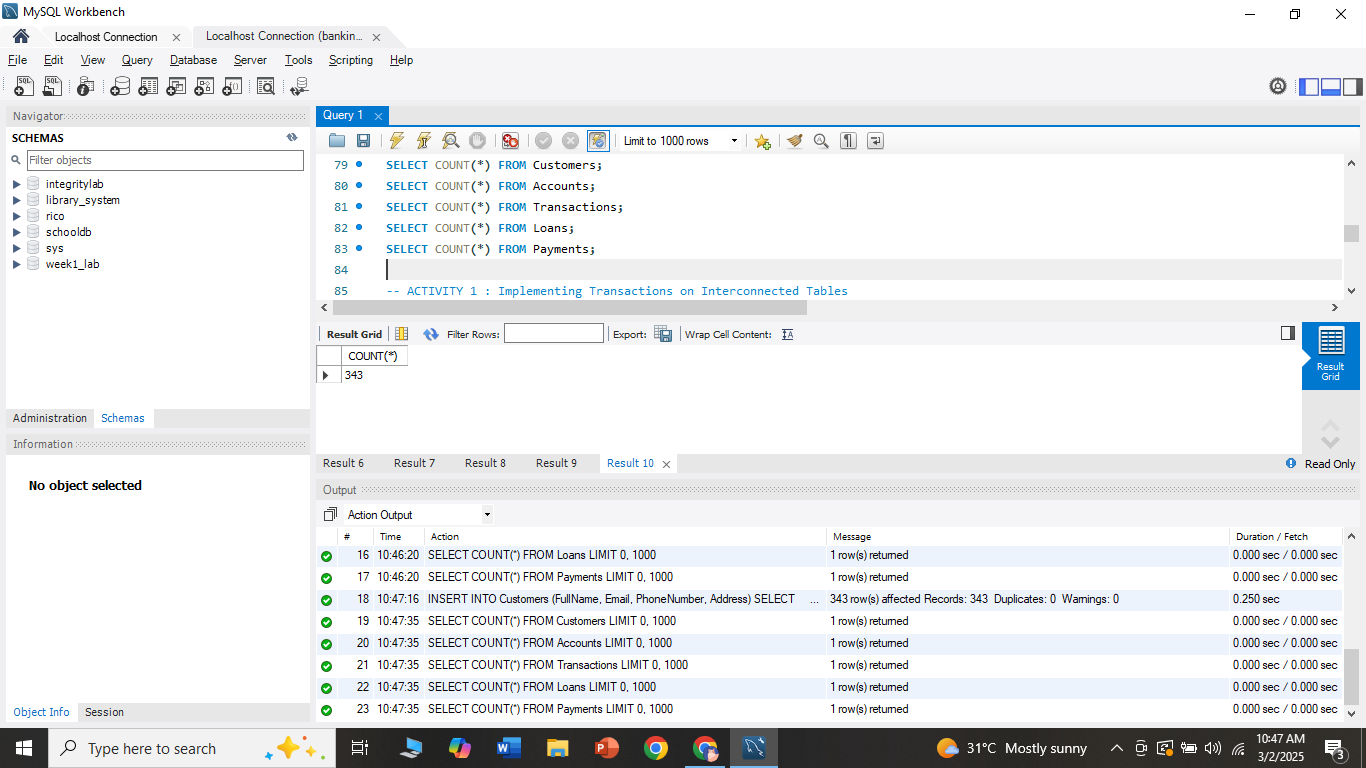 MySQL Workbench
Localhost Connection
Localhost Connection (bankin...
File Edit View Query Database Server Tools Scripting Help
Navigator
SCHEMAS
Filter objects
integritylab
library_system
rico
schooldb
sys
week1_lab
Administration Schemas
Information
No object selected
Object Info Session
Query 1
Limit to 1000 rows
79 SELECT COUNT(*) FROM Customers;
80 SELECT COUNT(*) FROM Accounts;
81 SELECT COUNT(*) FROM Transactions;
82 SELECT COUNT(*) FROM Loans;
83 SELECT COUNT(*) FROM Payments;
84
85 -- ACTIVITY 1 : Implementing Transactions on Interconnected Tables
Result Grid Filter Rows: Export: Wrap Cell Content:
COUNT(*)
343
Result Grid
Result 6 Result 7 Result 8 Result 9 Result 10 Read Only
Output
Action Output
# Time Action Message Duration / Fetch
16 10:46:20 SELECT COUNT(*) FROM Loans LIMIT 0, 1000 1 row(s) returned 0.000 sec / 0.000 sec
17 10:46:20 SELECT COUNT(*) FROM Payments LIMIT 0, 1000 1 row(s) returned 0.000 sec / 0.000 sec
18 10:47:16 INSERT INTO Customers (FullName, Email, PhoneNumber, Address) SELECT ... 343 row(s) affected Records: 343 Duplicates: 0 Warnings: 0 0.250 sec
19 10:47:35 SELECT COUNT(*) FROM Customers LIMIT 0, 1000 1 row(s) returned 0.000 sec / 0.000 sec
20 10:47:35 SELECT COUNT(*) FROM Accounts LIMIT 0, 1000 1 row(s) returned 0.000 sec / 0.000 sec
21 10:47:35 SELECT COUNT(*) FROM Transactions LIMIT 0, 1000 1 row(s) returned 0.000 sec / 0.000 sec
22 10:47:35 SELECT COUNT(*) FROM Loans LIMIT 0, 1000 1 row(s) returned 0.000 sec / 0.000 sec
23 10:47:35 SELECT COUNT(*) FROM Payments LIMIT 0, 1000 1 row(s) returned 0.000 sec / 0.000 sec
Type here to search
31°C Mostly sunny
10:47 AM
3/2/2025
3